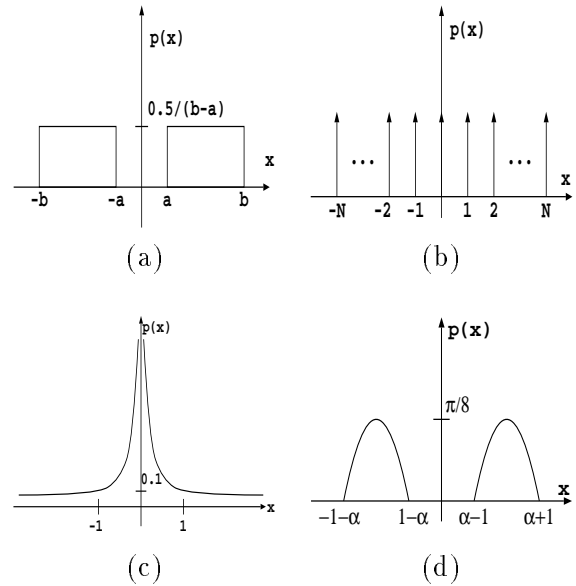 p(x)
0.5/(b-a)
x
-b -a a b
(a)
p(x)
x
... ...
-N -2 -1 1 2 N
(b)
p(x)
0.1
x
-1 1
(c)
p(x)
π/8
x
-1-α 1-α α-1 α+1
(d)